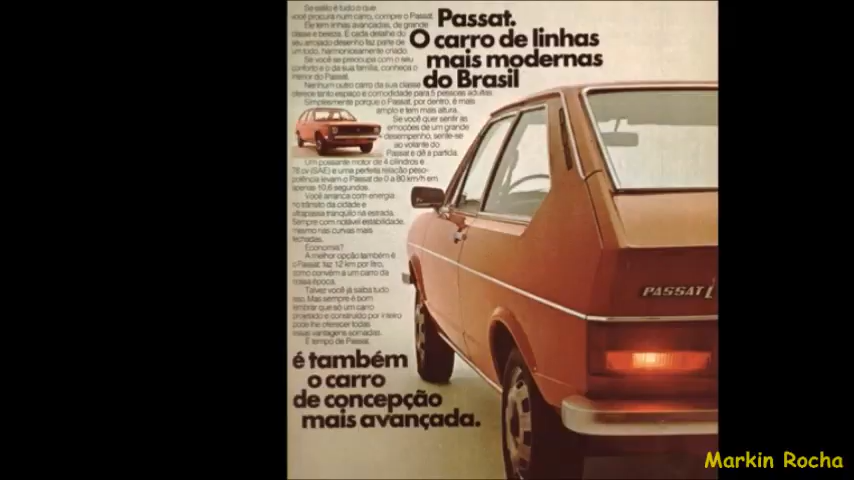 Se estilo é tudo o que
você procura num carro, compre o Passat.
Ele tem linhas avançadas, de grande
classe e beleza. E cada detalhe do
seu arrojado desenho faz parte de
um todo, harmoniosamente criado.
Se você se preocupa com o seu
conforto e o da sua família, conheça o
interior do Passat.
Nenhum outro carro da sua classe
oferece tanto espaço e comodidade para 5 pessoas adultas.
Simplesmente porque o Passat, por dentro, é mais
amplo e tem mais altura.
Se você quer sentir as
emoções de um grande
desempenho, sente-se
ao volante do
Passat e dê a partida.
Um possante motor de 4 cilindros e
78 cv (SAE) e uma perfeita relação peso-
potência levam o Passat de 0 a 80 km/h em
apenas 10,6 segundos.
Você arranca com energia
no trânsito da cidade e
ultrapassa tranquilo na estrada.
Sempre com notável estabilidade,
mesmo nas curvas mais
fechadas.
Economia?
A melhor opção também é
o Passat: faz 12 km por litro,
como convém a um carro da
nossa época.
Talvez você já saiba tudo
isso. Mas sempre é bom
lembrar que só um carro
projetado e construído por inteiro
pode lhe oferecer todas
essas vantagens somadas.
É tempo de Passat.
Passat.
O carro de linhas
mais modernas
do Brasil
é também
o carro
de concepção
mais avançada.
PASSAT L
Markin Rocha